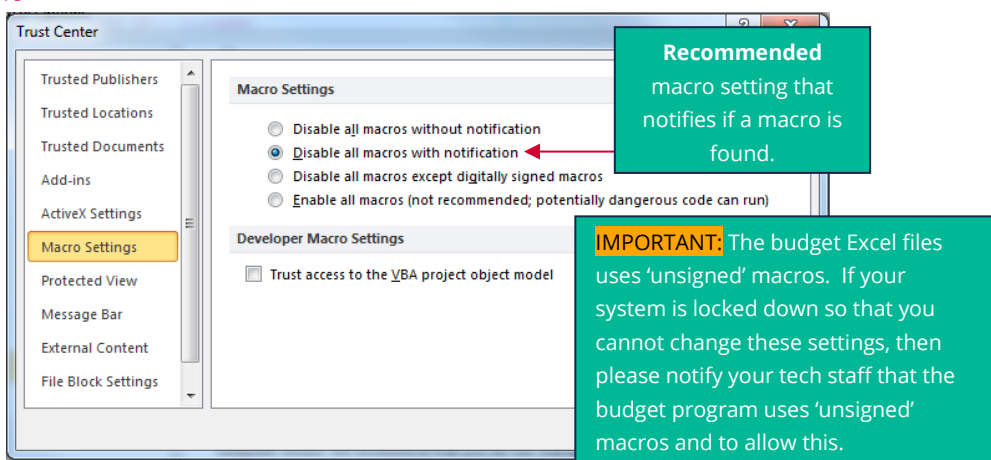 Trust Center
Trusted Publishers
Trusted Locations
Trusted Documents
Add-ins
ActiveX Settings
Macro Settings
Protected View
Message Bar
External Content
File Block Settings
Macro Settings
Disable all macros without notification
Disable all macros with notification
Disable all macros except digitally signed macros
Enable all macros (not recommended; potentially dangerous code can run)
Developer Macro Settings
Trust access to the VBA project object model
Recommended
macro setting that
notifies if a macro is
found.
IMPORTANT: The budget Excel files
uses ‘unsigned’ macros. If your
system is locked down so that you
cannot change these settings, then
please notify your tech staff that the
budget program uses ‘unsigned’
macros and to allow this.